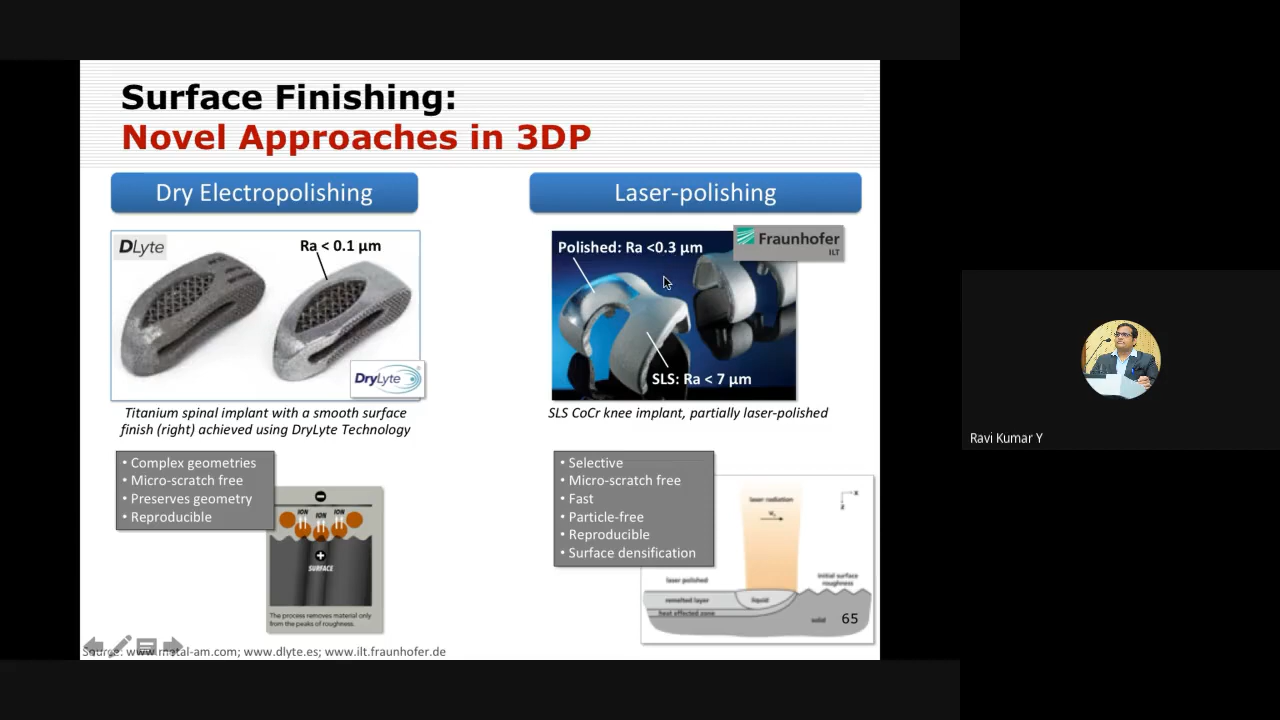 Surface Finishing:
Novel Approaches in 3DP
Dry Electropolishing
DLyte
Ra < 0.1 µm
DryLyte
Titanium spinal implant with a smooth surface
finish (right) achieved using DryLyte Technology
• Complex geometries
• Micro-scratch free
• Preserves geometry
• Reproducible
ION
ION
ION
SURFACE
The process removes material only
from the peaks of roughness.
Laser-polishing
Polished: Ra <0.3 µm
Fraunhofer
ILT
SLS: Ra < 7 µm
SLS CoCr knee implant, partially laser-polished
• Selective
• Micro-scratch free
• Fast
• Particle-free
• Reproducible
• Surface densification
laser radiation
x
z
laser polished
initial surface
roughness
remelted layer
liquid
heat affected zone
solid
65
Source: www.metal-am.com; www.dlyte.es; www.ilt.fraunhofer.de
Ravi Kumar Y